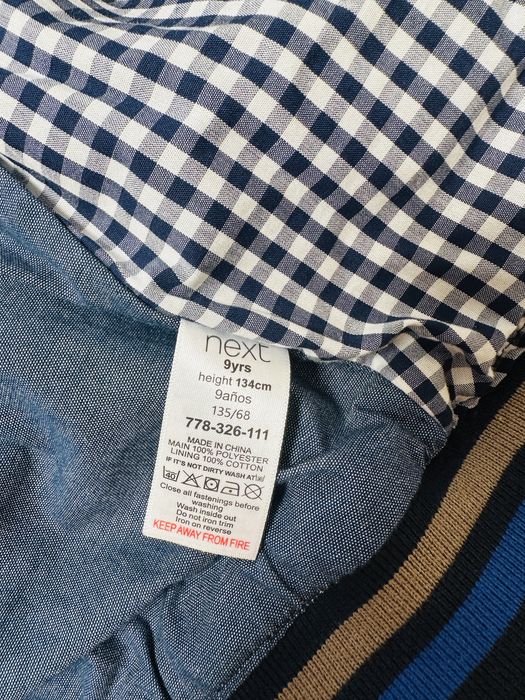 next
9yrs
height 134cm
9años
135/68
778-326-111
MADE IN CHINA
MAIN 100% POLYESTER
LINING 100% COTTON
IF IT'S NOT DIRTY WASH AT
40
Close all fastenings before
washing
Wash inside out
Do not iron trim
Iron on reverse
KEEP AWAY FROM FIRE